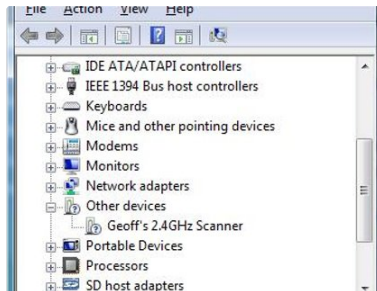 File Action View Help
IDE ATA/ATAPI controllers
IEEE 1394 Bus host controllers
Keyboards
Mice and other pointing devices
Modems
Monitors
Network adapters
Other devices
Geoff's 2.4GHz Scanner
Portable Devices
Processors
SD host adapters